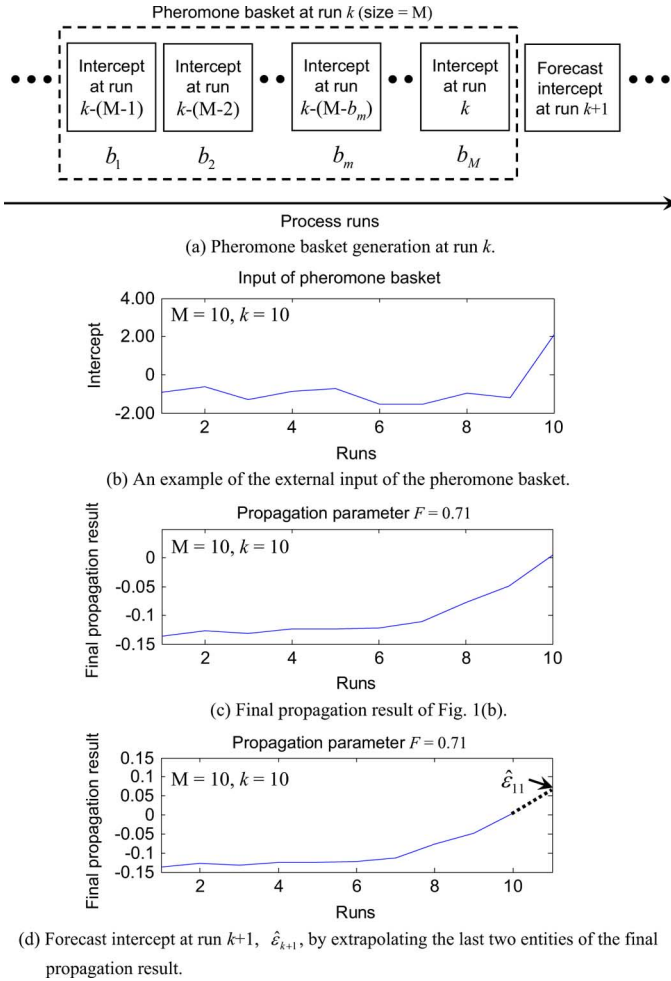 Pheromone basket at run k (size = M)
Intercept at run k-(M-1)
Intercept at run k-(M-2)
Intercept at run k-(M-b_m)
Intercept at run k
Forecast intercept at run k+1
b_1 b_2 b_m b_M
Process runs
(a) Pheromone basket generation at run k.
Input of pheromone basket
M = 10, k = 10
Intercept
4.00
2.00
0
-2.00
2 4 6 8 10
Runs
(b) An example of the external input of the pheromone basket.
Propagation parameter F = 0.71
M = 10, k = 10
Final propagation result
0
-0.05
-0.1
-0.15
2 4 6 8 10
Runs
(c) Final propagation result of Fig. 1(b).
Propagation parameter F = 0.71
M = 10, k = 10
Final propagation result
0.15
0.1
0.05
0
-0.05
-0.1
-0.15
ε̂_11
2 4 6 8 10
Runs
(d) Forecast intercept at run k+1, ε̂_{k+1}, by extrapolating the last two entities of the final
propagation result.